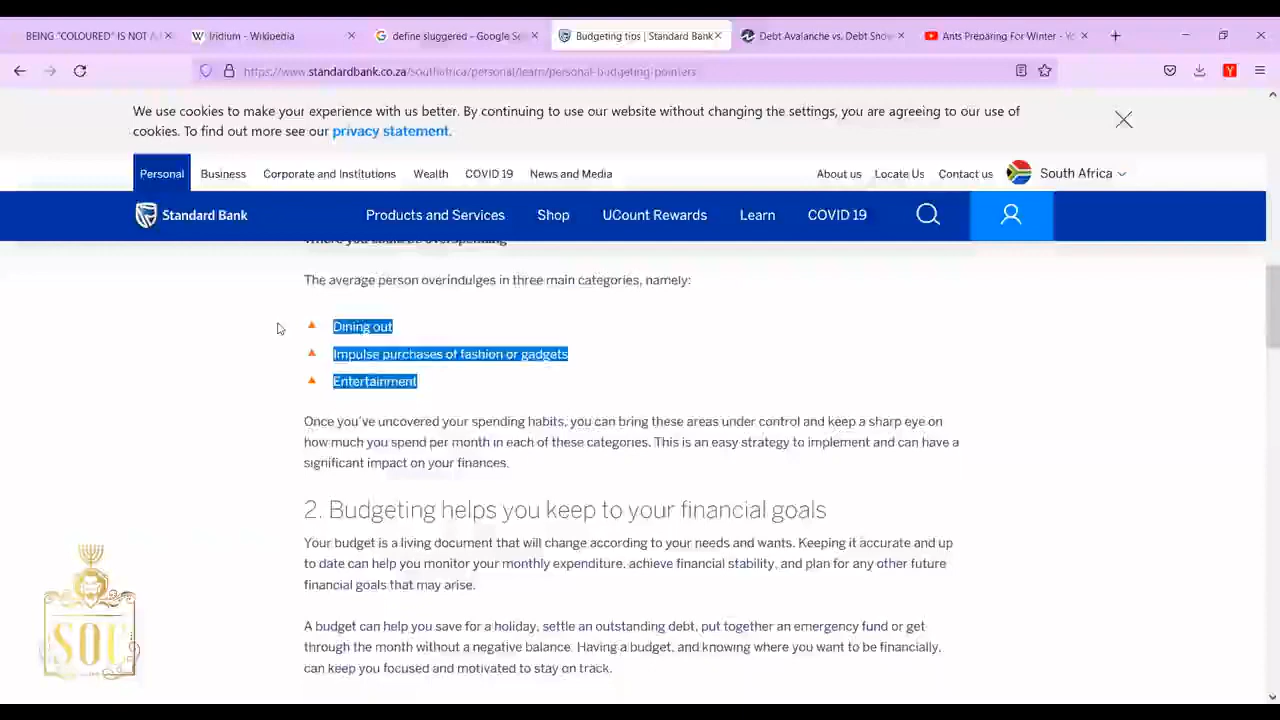 BEING "COLOURED" IS NOT A
Iridium - Wikipedia
define sluggered - Google Se
Budgeting tips | Standard Bank
Debt Avalanche vs. Debt Snow
Ants Preparing For Winter - Yo
https://www.standardbank.co.za/southafrica/personal/learn/personal-budgeting-pointers
We use cookies to make your experience with us better. By continuing to use our website without changing the settings, you are agreeing to our use of
cookies. To find out more see our privacy statement.
Personal Business Corporate and Institutions Wealth COVID 19 News and Media About us Locate Us Contact us South Africa
Standard Bank Products and Services Shop UCount Rewards Learn COVID 19
Where you could be overspending
The average person overindulges in three main categories, namely:
Dining out
Impulse purchases of fashion or gadgets
Entertainment
Once you've uncovered your spending habits, you can bring these areas under control and keep a sharp eye on
how much you spend per month in each of these categories. This is an easy strategy to implement and can have a
significant impact on your finances.
2. Budgeting helps you keep to your financial goals
Your budget is a living document that will change according to your needs and wants. Keeping it accurate and up
to date can help you monitor your monthly expenditure, achieve financial stability, and plan for any other future
financial goals that may arise.
A budget can help you save for a holiday, settle an outstanding debt, put together an emergency fund or get
through the month without a negative balance. Having a budget, and knowing where you want to be financially,
can keep you focused and motivated to stay on track.
SOC